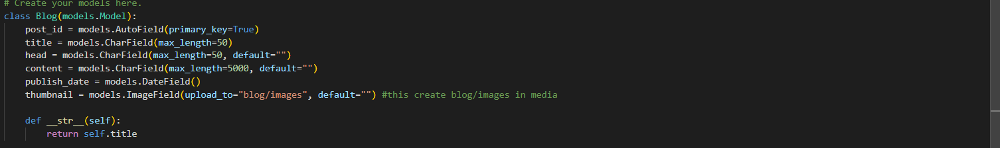 # Create your models here.
class Blog(models.Model):
    post_id = models.AutoField(primary_key=True)
    title = models.CharField(max_length=50)
    head = models.CharField(max_length=50, default="")
    content = models.CharField(max_length=5000, default="")
    publish_date = models.DateField()
    thumbnail = models.ImageField(upload_to="blog/images", default="") #this create blog/images in media
    def __str__(self):
        return self.title